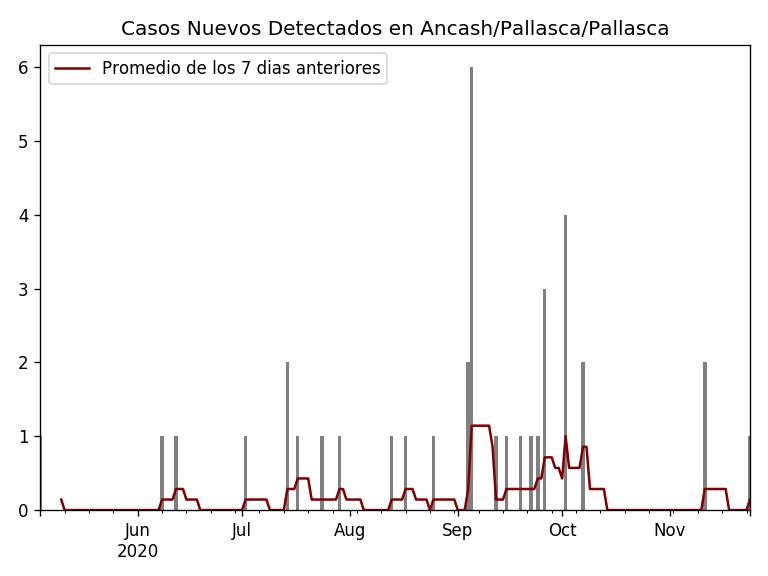 Casos Nuevos Detectados en Ancash/Pallasca/Pallasca
Promedio de los 7 dias anteriores
6
5
4
3
2
1
0
Jun Jul Aug Sep Oct Nov
2020